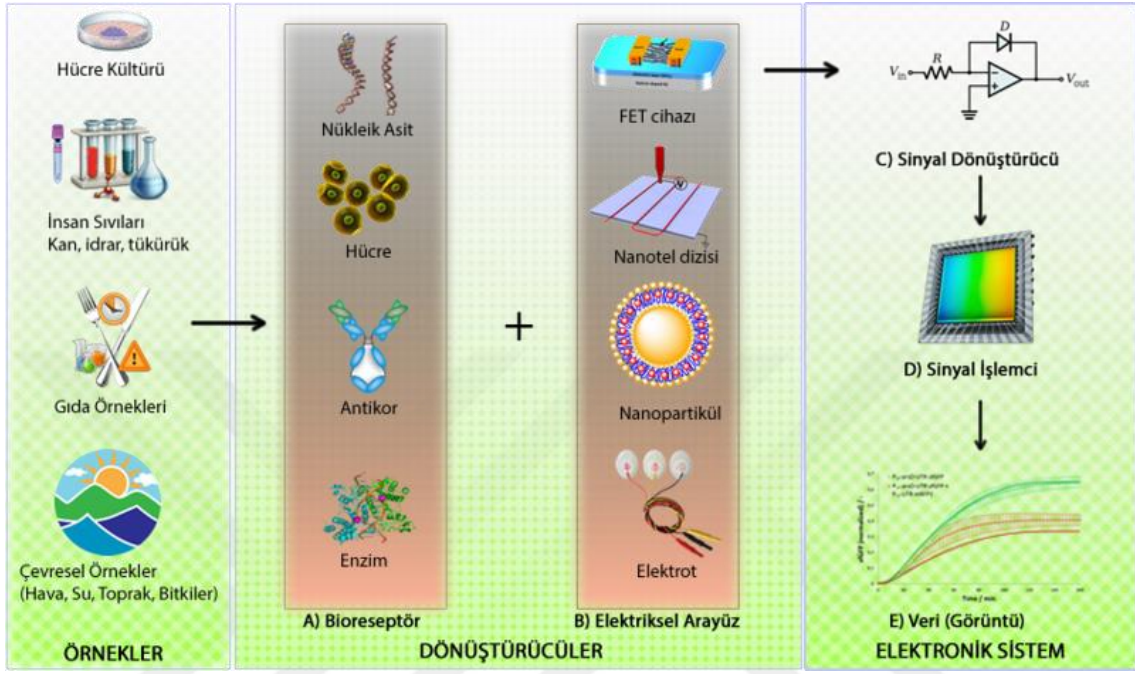 Hücre Kültürü
İnsan Sıvıları
Kan, idrar, tükürük
Gıda Örnekleri
Çevresel Örnekler
(Hava, Su, Toprak, Bitkiler)
ÖRNEKLER
Nükleik Asit
Hücre
Antikor
Enzim
A) Bioreseptör
+
FET cihazı
V
Nanotel dizisi
Nanopartikül
Elektrot
B) Elektriksel Arayüz
DÖNÜŞTÜRÜCÜLER
D
R
Vin
Vout
C) Sinyal Dönüştürücü
D) Sinyal İşlemci
Time / min
E) Veri (Görüntü)
ELEKTRONİK SİSTEM